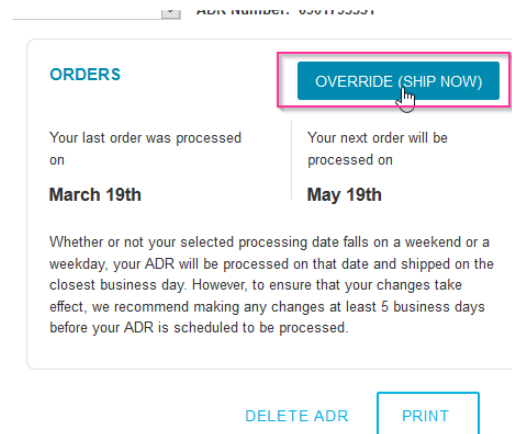 ADR Number:
ORDERS
OVERRIDE (SHIP NOW)
Your last order was processed
on
March 19th
Your next order will be
processed on
May 19th
Whether or not your selected processing date falls on a weekend or a
weekday, your ADR will be processed on that date and shipped on the
closest business day. However, to ensure that your changes take
effect, we recommend making any changes at least 5 business days
before your ADR is scheduled to be processed.
DELETE ADR
PRINT